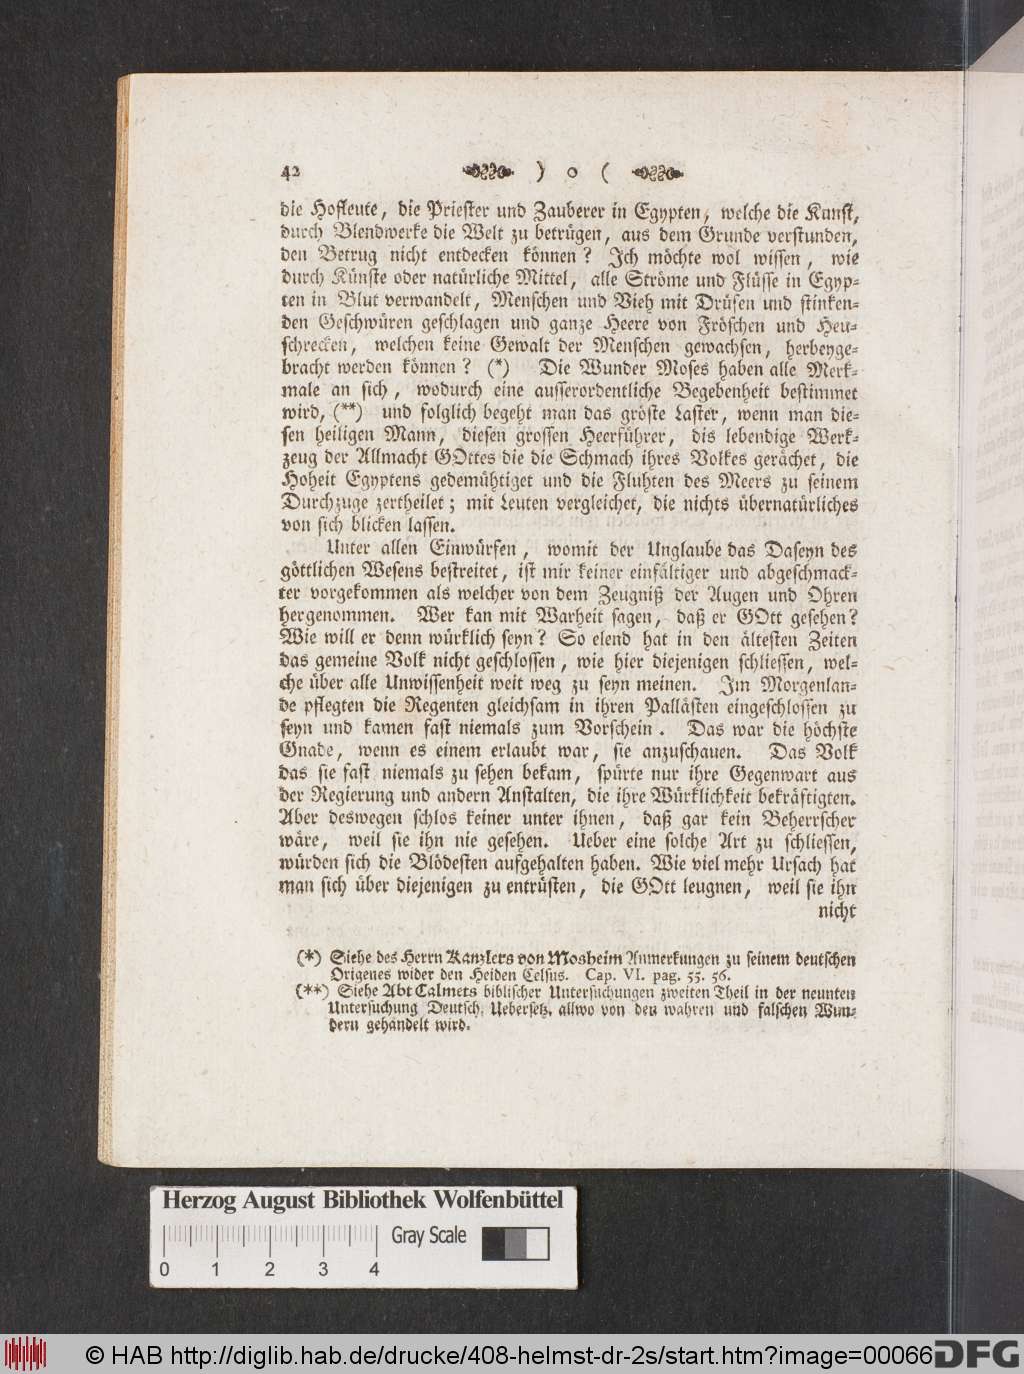 42 ) o (
die Hofleute, die Priester und Zauberer in Egypten, welche die Kunst,
durch Blendwerke die Welt zu betrügen, aus dem Grunde verstunden,
den Betrug nicht entdecken können? Ich möchte wol wissen, wie
durch Künste oder natürliche Mittel, alle Ströme und Flüsse in Egyp-
ten in Blut verwandelt, Menschen und Vieh mit Drüsen und stinken-
den Geschwüren geschlagen und ganze Heere von Fröschen und Heu-
schrecken, welchen keine Gewalt der Menschen gewachsen, herbeyge-
bracht werden können? (*) Die Wunder Moses haben alle Merk-
male an sich, wodurch eine ausserordentliche Begebenheit bestimmet
wird, (**) und folglich begeht man das gröste Laster, wenn man die-
sen heiligen Mann, diesen grossen Heerführer, dis lebendige Werk-
zeug der Allmacht GOttes die die Schmach ihres Volkes gerächet, die
Hoheit Egyptens gedemühtiget und die Fluhten des Meers zu seinem
Durchzuge zertheilet; mit Leuten vergleichet, die nichts übernatürliches
von sich blicken lassen.
Unter allen Einwürfen, womit der Unglaube das Daseyn des
göttlichen Wesens bestreitet, ist mir keiner einfältiger und abgeschmack-
ter vorgekommen als welcher von dem Zeugniß der Augen und Ohren
hergenommen. Wer kan mit Warheit sagen, daß er GOtt gesehen?
Wie will er denn würklich seyn? So elend hat in den ältesten Zeiten
das gemeine Volk nicht geschlossen, wie hier diejenigen schliessen, wel-
che über alle Unwissenheit weit weg zu seyn meinen. Im Morgenlan-
de pflegten die Regenten gleichsam in ihren Pallästen eingeschlossen zu
seyn und kamen fast niemals zum Vorschein. Das war die höchste
Gnade, wenn es einem erlaubt war, sie anzuschauen. Das Volk
das sie fast niemals zu sehen bekam, spürte nur ihre Gegenwart aus
der Regierung und andern Anstalten, die ihre Würklichkeit bekräftigten.
Aber deswegen schlos keiner unter ihnen, daß gar kein Beherrscher
wäre, weil sie ihn nie gesehen. Ueber eine solche Art zu schliessen,
würden sich die Blödesten aufgehalten haben. Wie viel mehr Ursach hat
man sich über diejenigen zu entrüsten, die GOtt leugnen, weil sie ihn
nicht
(*) Siehe des Herrn Kanzlers von Mosheim Anmerkungen zu seinem deutschen
Origenes wider den Heiden Celsus. Cap. VI. pag. 55. 56.
(**) Siehe Abt Calmets biblischer Untersuchungen zweiten Theil in der neunten
Untersuchung Deutsch. Uebersetz. allwo von den wahren und falschen Wun-
dern gehandelt wird.
Herzog August Bibliothek Wolfenbüttel
Gray Scale
0 1 2 3 4
© HAB http://diglib.hab.de/drucke/408-helmst-dr-2s/start.htm?image=00066
DFG